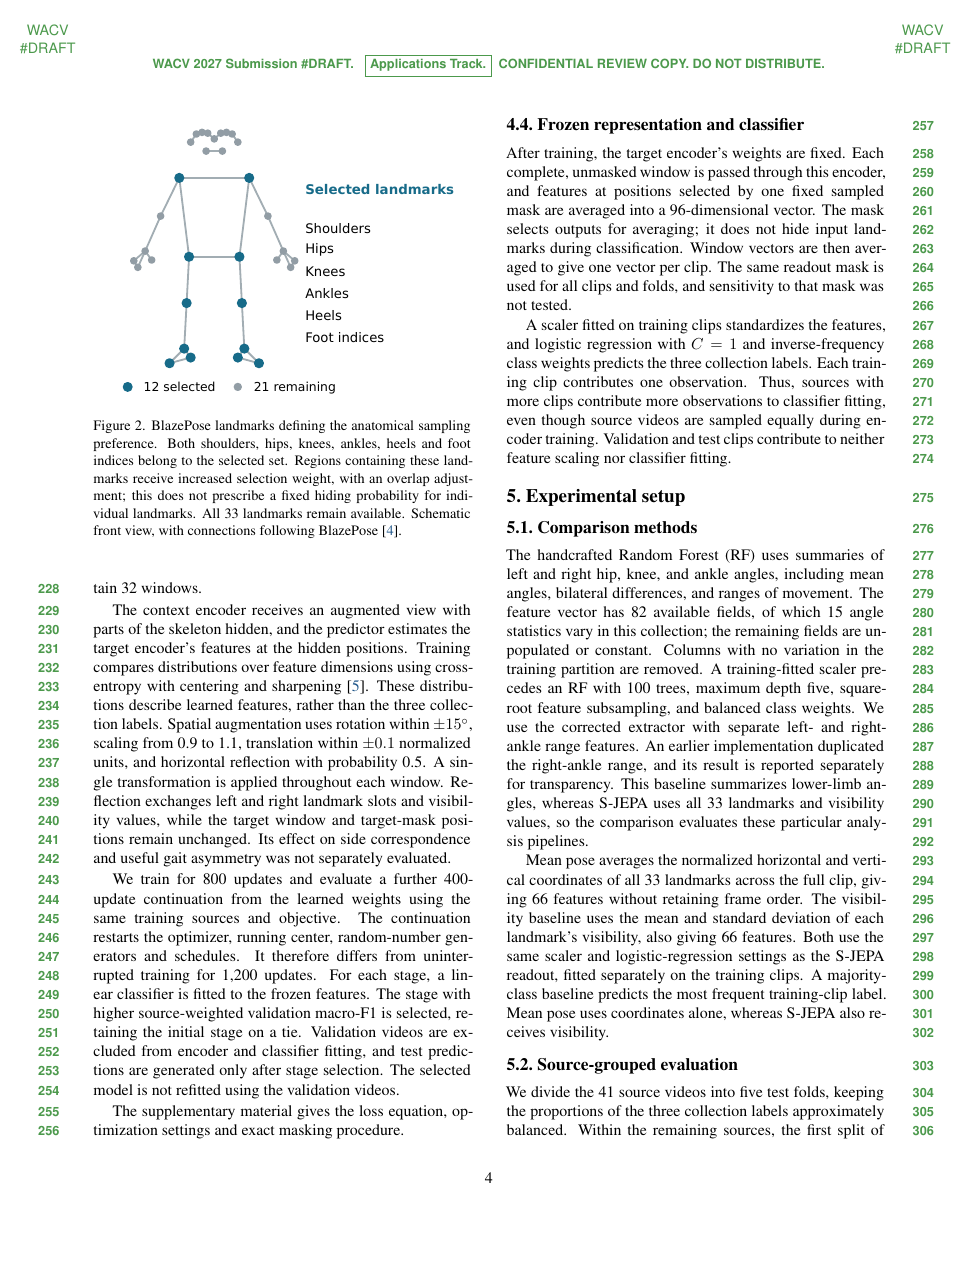 WACV
#DRAFT
WACV
#DRAFT
WACV 2027 Submission #DRAFT. Applications Track. CONFIDENTIAL REVIEW COPY. DO NOT DISTRIBUTE.
Selected landmarks
Shoulders
Hips
Knees
Ankles
Heels
Foot indices
12 selected 21 remaining
Figure 2. BlazePose landmarks defining the anatomical sampling
preference. Both shoulders, hips, knees, ankles, heels and foot
indices belong to the selected set. Regions containing these land-
marks receive increased selection weight, with an overlap adjust-
ment; this does not prescribe a fixed hiding probability for indi-
vidual landmarks. All 33 landmarks remain available. Schematic
front view, with connections following BlazePose [4].
228 tain 32 windows.
229 The context encoder receives an augmented view with
230 parts of the skeleton hidden, and the predictor estimates the
231 target encoder's features at the hidden positions. Training
232 compares distributions over feature dimensions using cross-
233 entropy with centering and sharpening [5]. These distribu-
234 tions describe learned features, rather than the three collec-
235 tion labels. Spatial augmentation uses rotation within ±15°,
236 scaling from 0.9 to 1.1, translation within ±0.1 normalized
237 units, and horizontal reflection with probability 0.5. A sin-
238 gle transformation is applied throughout each window. Re-
239 flection exchanges left and right landmark slots and visibil-
240 ity values, while the target window and target-mask posi-
241 tions remain unchanged. Its effect on side correspondence
242 and useful gait asymmetry was not separately evaluated.
243 We train for 800 updates and evaluate a further 400-
244 update continuation from the learned weights using the
245 same training sources and objective. The continuation
246 restarts the optimizer, running center, random-number gen-
247 erators and schedules. It therefore differs from uninter-
248 rupted training for 1,200 updates. For each stage, a lin-
249 ear classifier is fitted to the frozen features. The stage with
250 higher source-weighted validation macro-F1 is selected, re-
251 taining the initial stage on a tie. Validation videos are ex-
252 cluded from encoder and classifier fitting, and test predic-
253 tions are generated only after stage selection. The selected
254 model is not refitted using the validation videos.
255 The supplementary material gives the loss equation, op-
256 timization settings and exact masking procedure.
4.4. Frozen representation and classifier 257
After training, the target encoder's weights are fixed. Each 258
complete, unmasked window is passed through this encoder, 259
and features at positions selected by one fixed sampled 260
mask are averaged into a 96-dimensional vector. The mask 261
selects outputs for averaging; it does not hide input land- 262
marks during classification. Window vectors are then aver- 263
aged to give one vector per clip. The same readout mask is 264
used for all clips and folds, and sensitivity to that mask was 265
not tested. 266
A scaler fitted on training clips standardizes the features, 267
and logistic regression with C = 1 and inverse-frequency 268
class weights predicts the three collection labels. Each train- 269
ing clip contributes one observation. Thus, sources with 270
more clips contribute more observations to classifier fitting, 271
even though source videos are sampled equally during en- 272
coder training. Validation and test clips contribute to neither 273
feature scaling nor classifier fitting. 274
5. Experimental setup 275
5.1. Comparison methods 276
The handcrafted Random Forest (RF) uses summaries of 277
left and right hip, knee, and ankle angles, including mean 278
angles, bilateral differences, and ranges of movement. The 279
feature vector has 82 available fields, of which 15 angle 280
statistics vary in this collection; the remaining fields are un- 281
populated or constant. Columns with no variation in the 282
training partition are removed. A training-fitted scaler pre- 283
cedes an RF with 100 trees, maximum depth five, square- 284
root feature subsampling, and balanced class weights. We 285
use the corrected extractor with separate left- and right- 286
ankle range features. An earlier implementation duplicated 287
the right-ankle range, and its result is reported separately 288
for transparency. This baseline summarizes lower-limb an- 289
gles, whereas S-JEPA uses all 33 landmarks and visibility 290
values, so the comparison evaluates these particular analy- 291
sis pipelines. 292
Mean pose averages the normalized horizontal and verti- 293
cal coordinates of all 33 landmarks across the full clip, giv- 294
ing 66 features without retaining frame order. The visibil- 295
ity baseline uses the mean and standard deviation of each 296
landmark's visibility, also giving 66 features. Both use the 297
same scaler and logistic-regression settings as the S-JEPA 298
readout, fitted separately on the training clips. A majority- 299
class baseline predicts the most frequent training-clip label. 300
Mean pose uses coordinates alone, whereas S-JEPA also re- 301
ceives visibility. 302
5.2. Source-grouped evaluation 303
We divide the 41 source videos into five test folds, keeping 304
the proportions of the three collection labels approximately 305
balanced. Within the remaining sources, the first split of 306
4